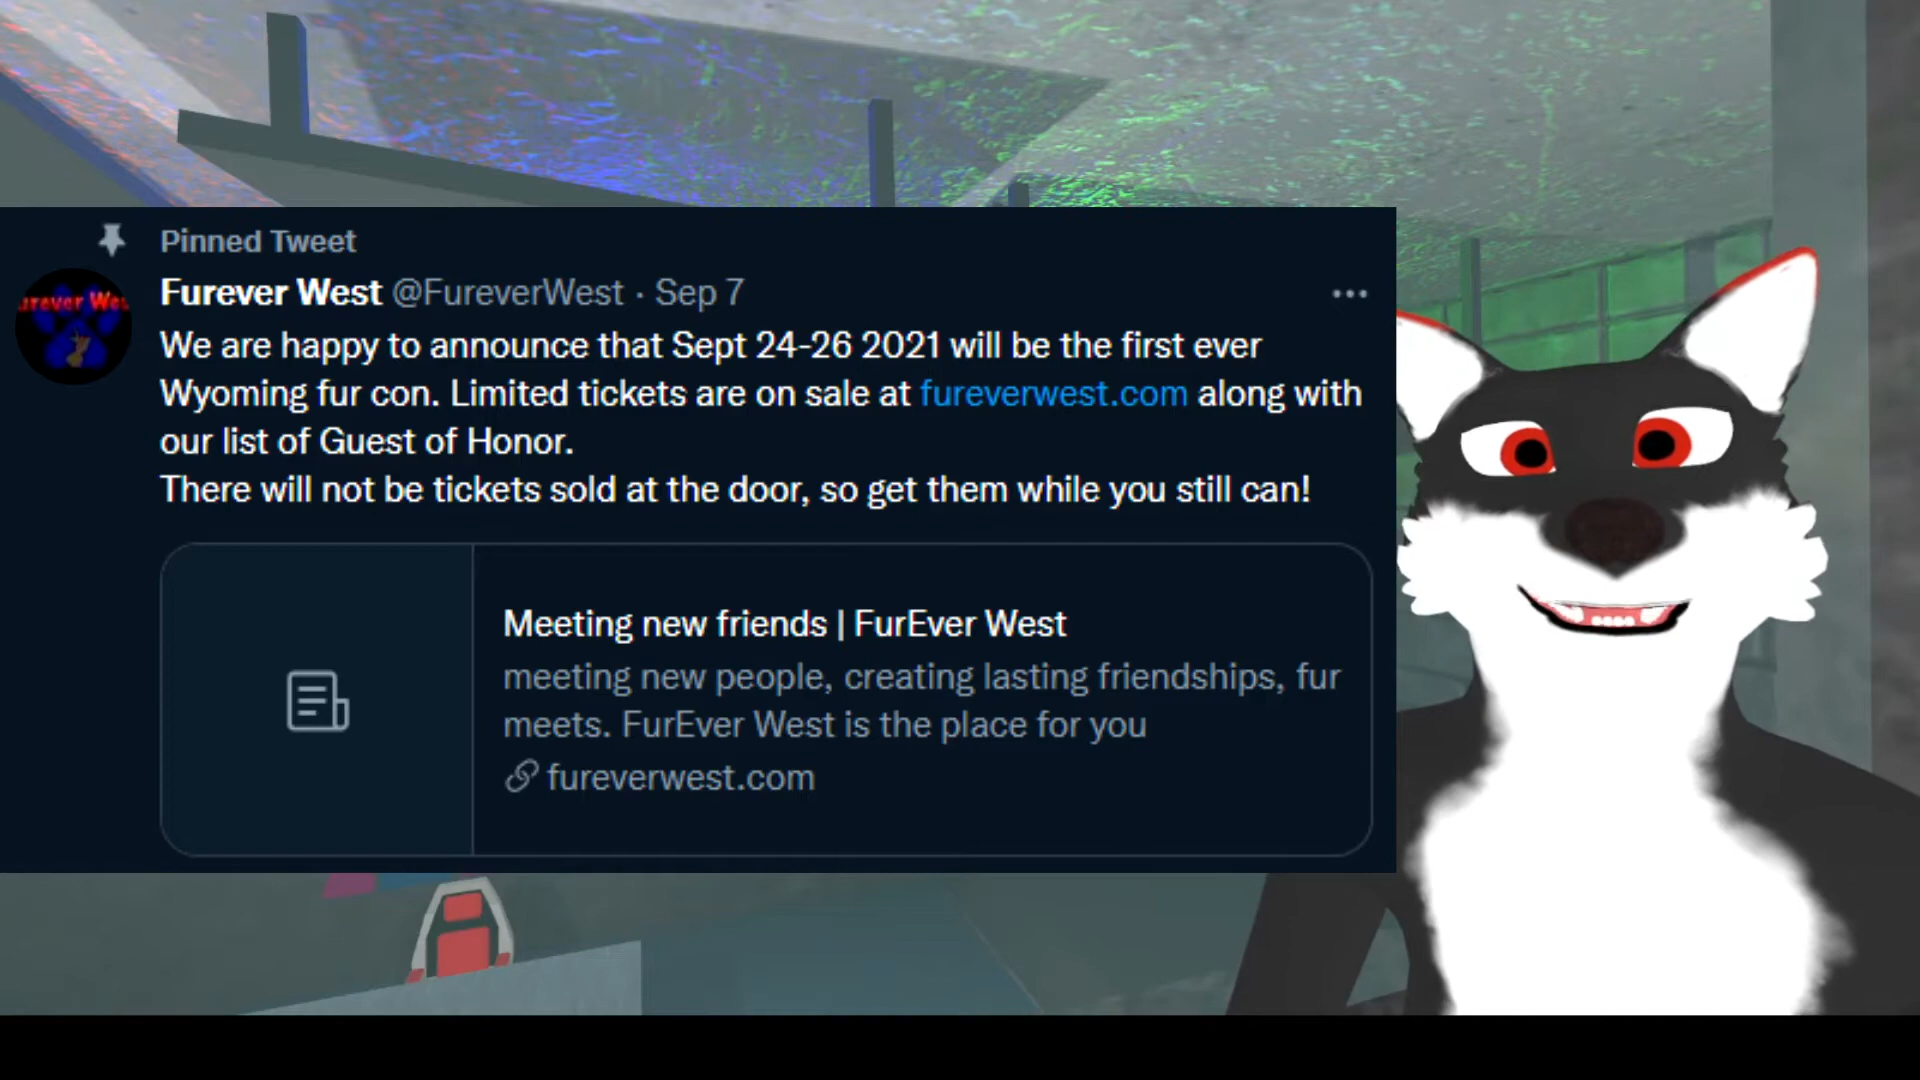 Pinned Tweet
Furever West @FureverWest · Sep 7
We are happy to announce that Sept 24-26 2021 will be the first ever
Wyoming fur con. Limited tickets are on sale at fureverwest.com along with
our list of Guest of Honor.
There will not be tickets sold at the door, so get them while you still can!
Meeting new friends | FurEver West
meeting new people, creating lasting friendships, fur
meets. FurEver West is the place for you
fureverwest.com